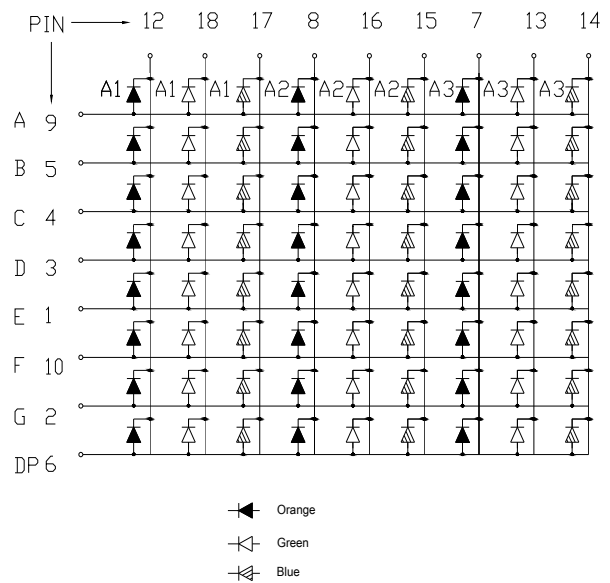 PIN 12 18 17 8 16 15 7 13 14
A1 A1 A1 A2 A2 A2 A3 A3 A3
A 9
B 5
C 4
D 3
E 1
F 10
G 2
DP 6
Orange
Green
Blue